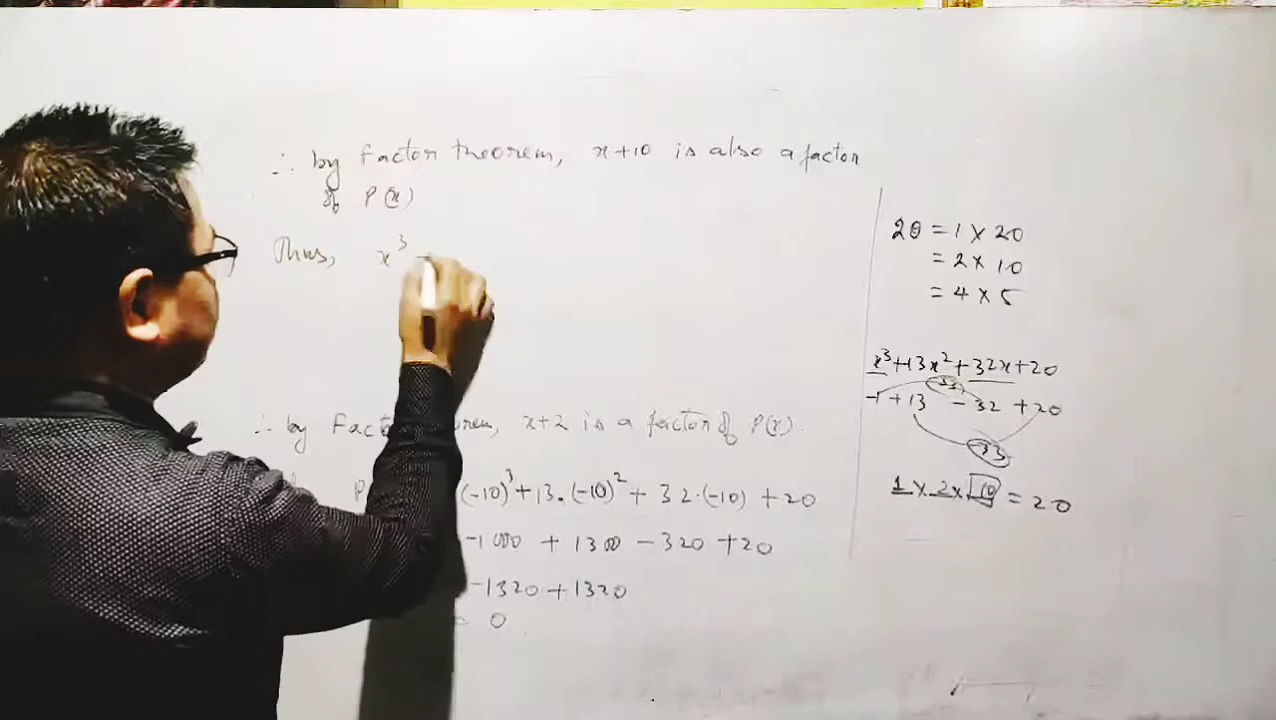 ∴ by Factor theorem, x+10 is also a factor
of P(x)
Thus, x³
∴ by Factor theorem, x+2 is a factor of P(x).
P (-10)³ + 13.(-10)² + 32.(-10) + 20
-1000 + 1300 - 320 + 20
-1320 + 1320
= 0
20 = 1 × 20
= 2 × 10
= 4 × 5
x³+13x²+32x+20
-1+13 -32 +20
-33
33
1 × 2 × 10 = 20